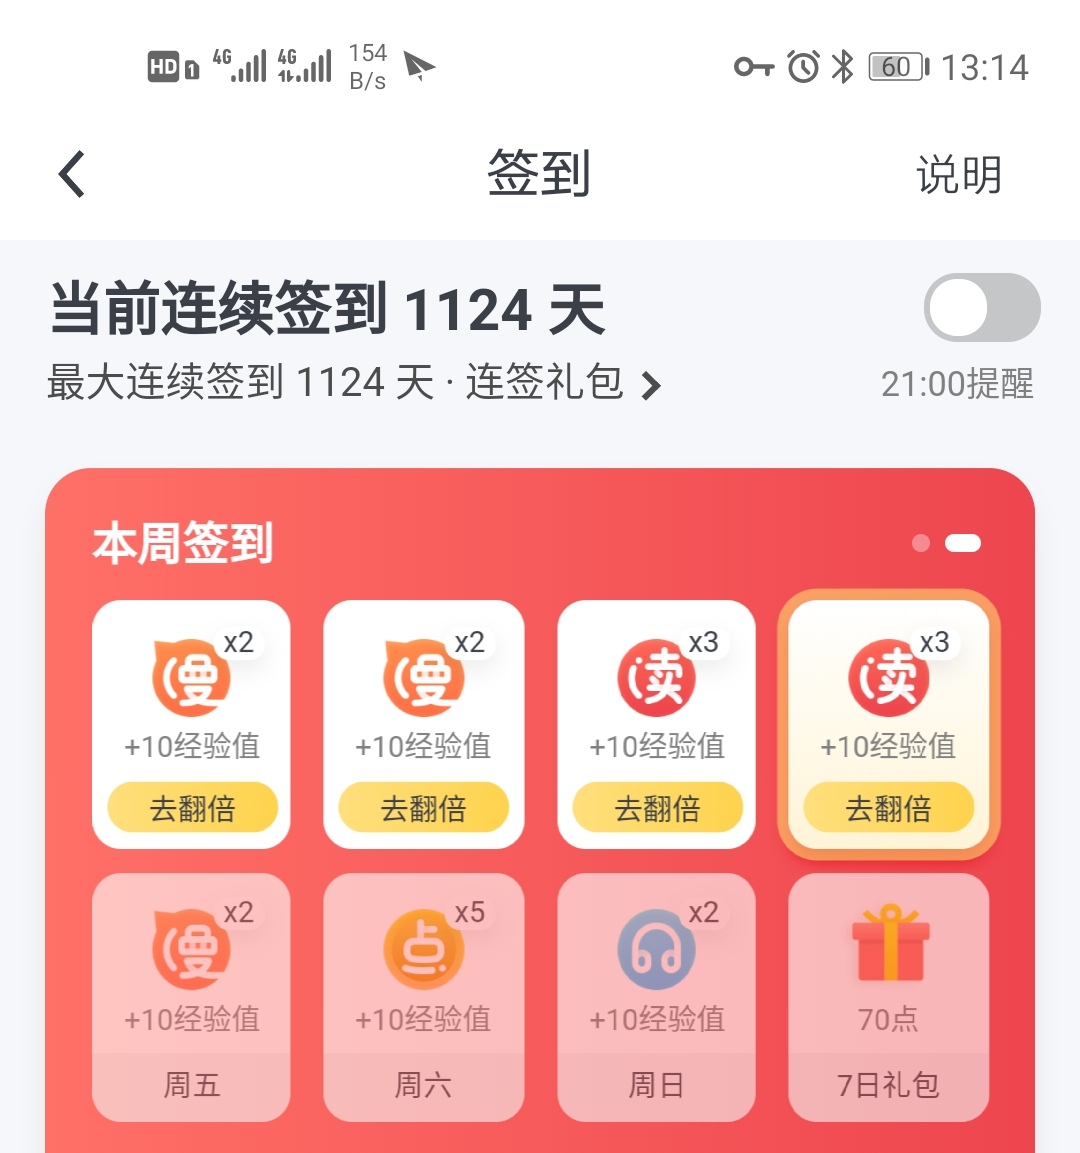 HD 1 4G 4G 154 B/s 60 13:14
签到 说明
当前连续签到 1124 天
最大连续签到 1124 天 · 连签礼包 21:00提醒
本周签到
漫 x2 漫 x2 读 x3 读 x3
+10经验值 +10经验值 +10经验值 +10经验值
去翻倍 去翻倍 去翻倍 去翻倍
漫 x2 点 x5 x2
+10经验值 +10经验值 +10经验值 70点
周五 周六 周日 7日礼包